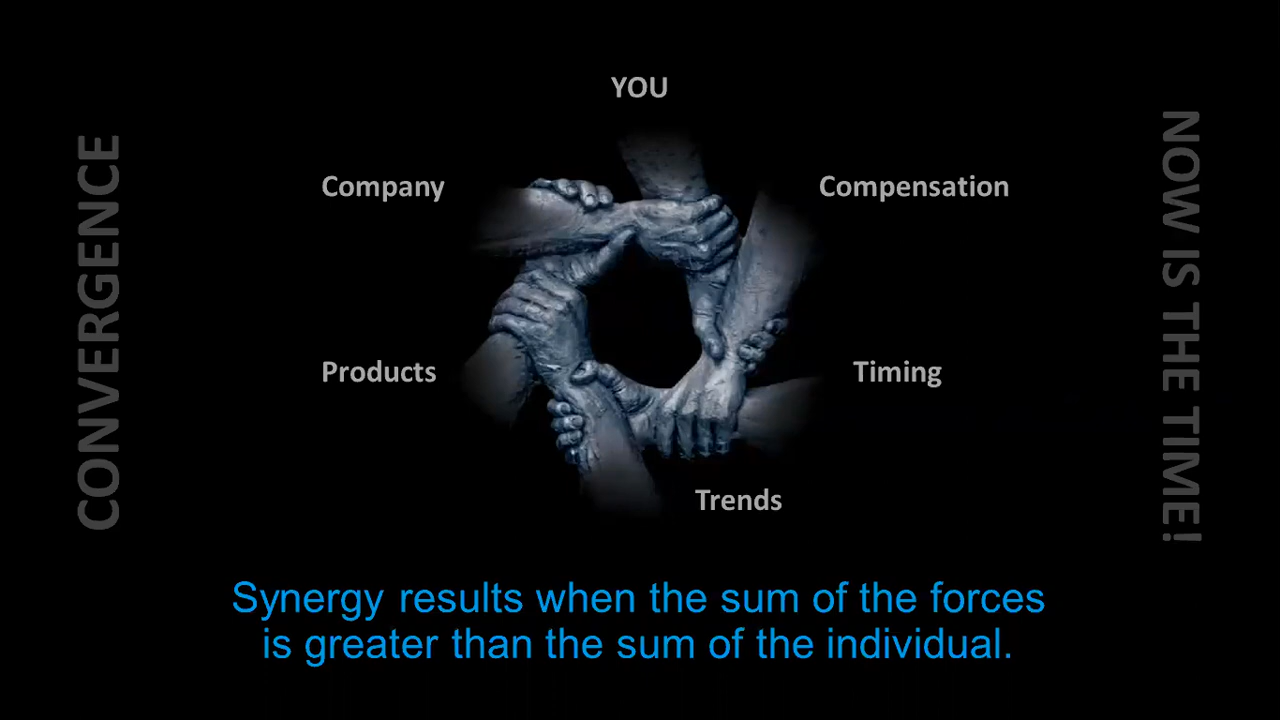 YOU
Company
Compensation
CONVERGENCE
NOW IS THE TIME!
Products
Timing
Trends
Synergy results when the sum of the forces
is greater than the sum of the individual.